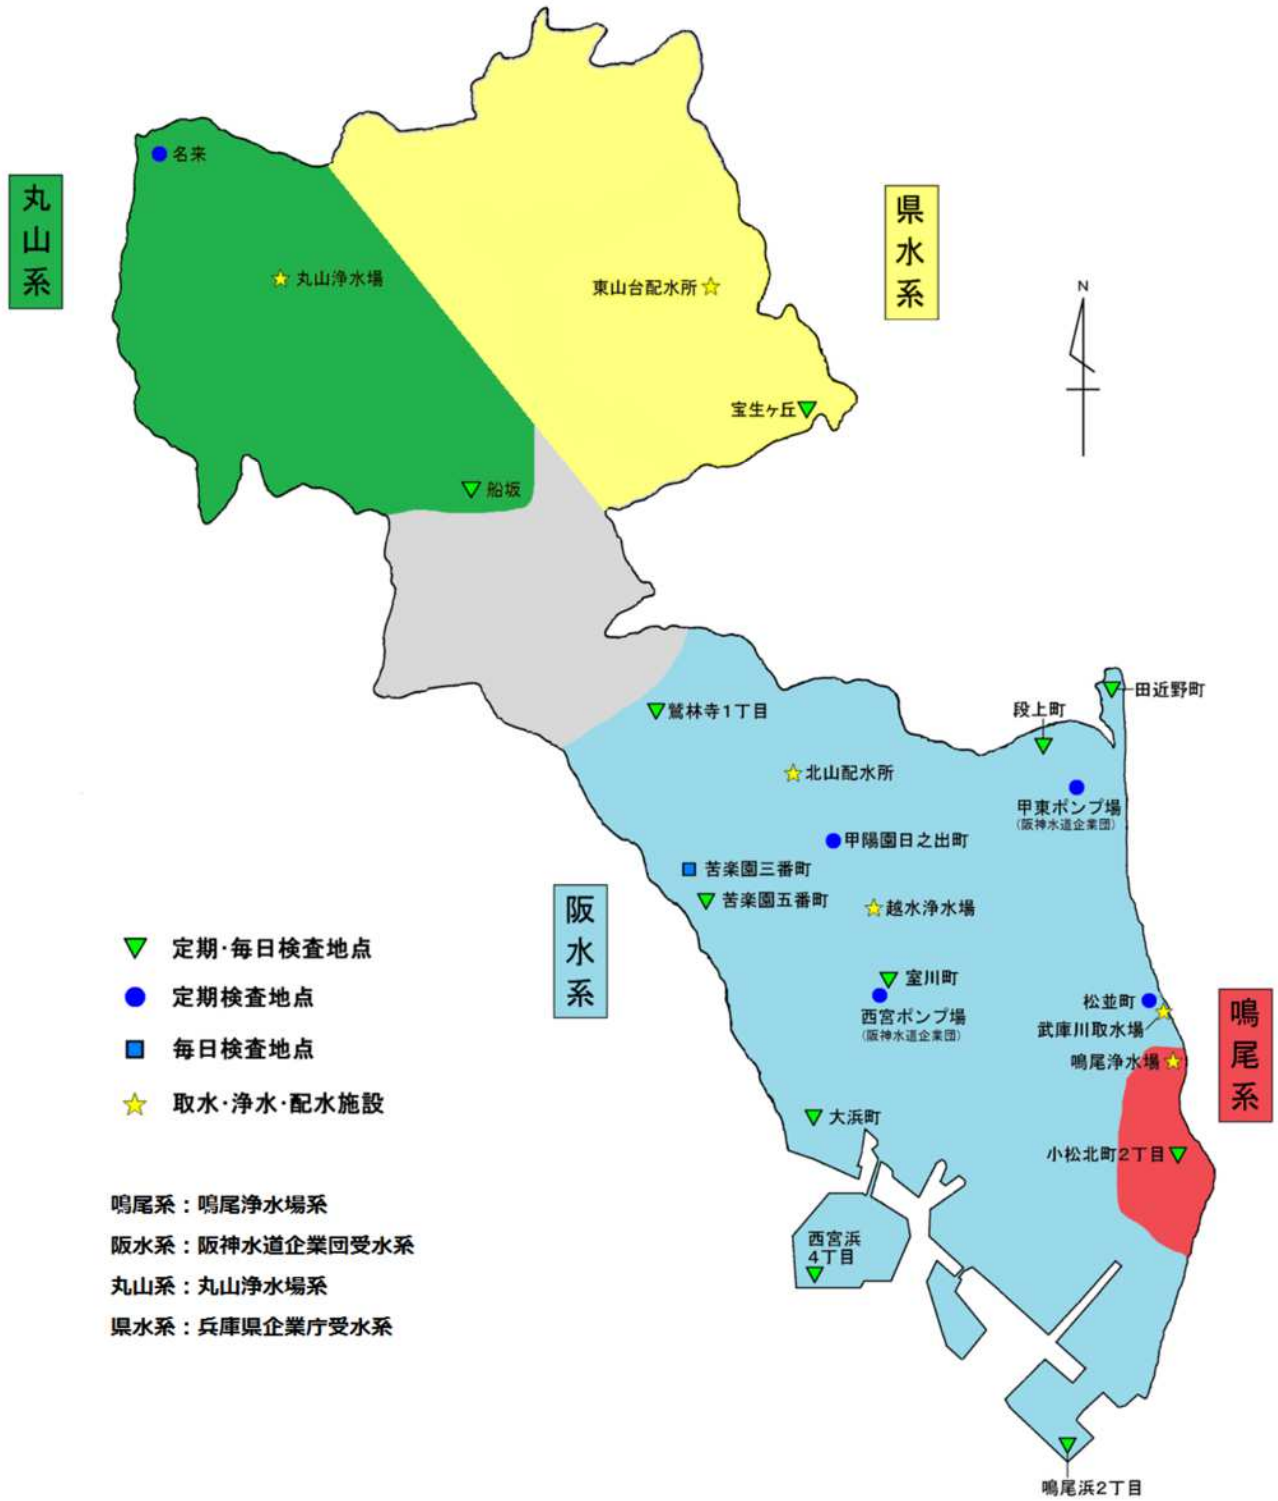 名来
丸山系
丸山浄水場
東山台配水所
県水系
N
宝生ヶ丘
船坂
田近野町
段上町
鷲林寺1丁目
北山配水所
甲東ポンプ場
(阪神水道企業団)
甲陽園日之出町
苦楽園三番町
苦楽園五番町
越水浄水場
阪水系
室川町
西宮ポンプ場
(阪神水道企業団)
松並町
武庫川取水場
鳴尾系
鳴尾浄水場
大浜町
小松北町2丁目
西宮浜
4丁目
鳴尾浜2丁目
定期・毎日検査地点
定期検査地点
毎日検査地点
取水・浄水・配水施設
鳴尾系：鳴尾浄水場系
阪水系：阪神水道企業団受水系
丸山系：丸山浄水場系
県水系：兵庫県企業庁受水系